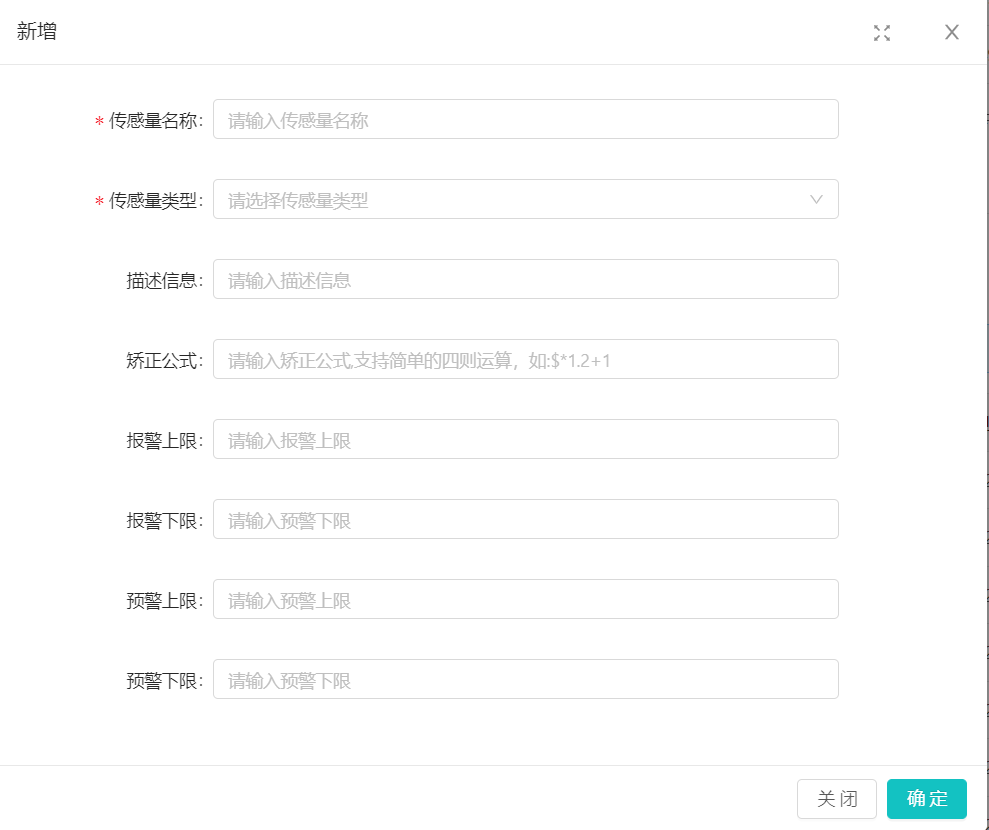 新增
* 传感量名称: 请输入传感量名称
* 传感量类型: 请选择传感量类型
描述信息: 请输入描述信息
矫正公式: 请输入矫正公式,支持简单的四则运算，如:$*1.2+1
报警上限: 请输入报警上限
报警下限: 请输入预警下限
预警上限: 请输入预警上限
预警下限: 请输入预警下限
关 闭 确 定